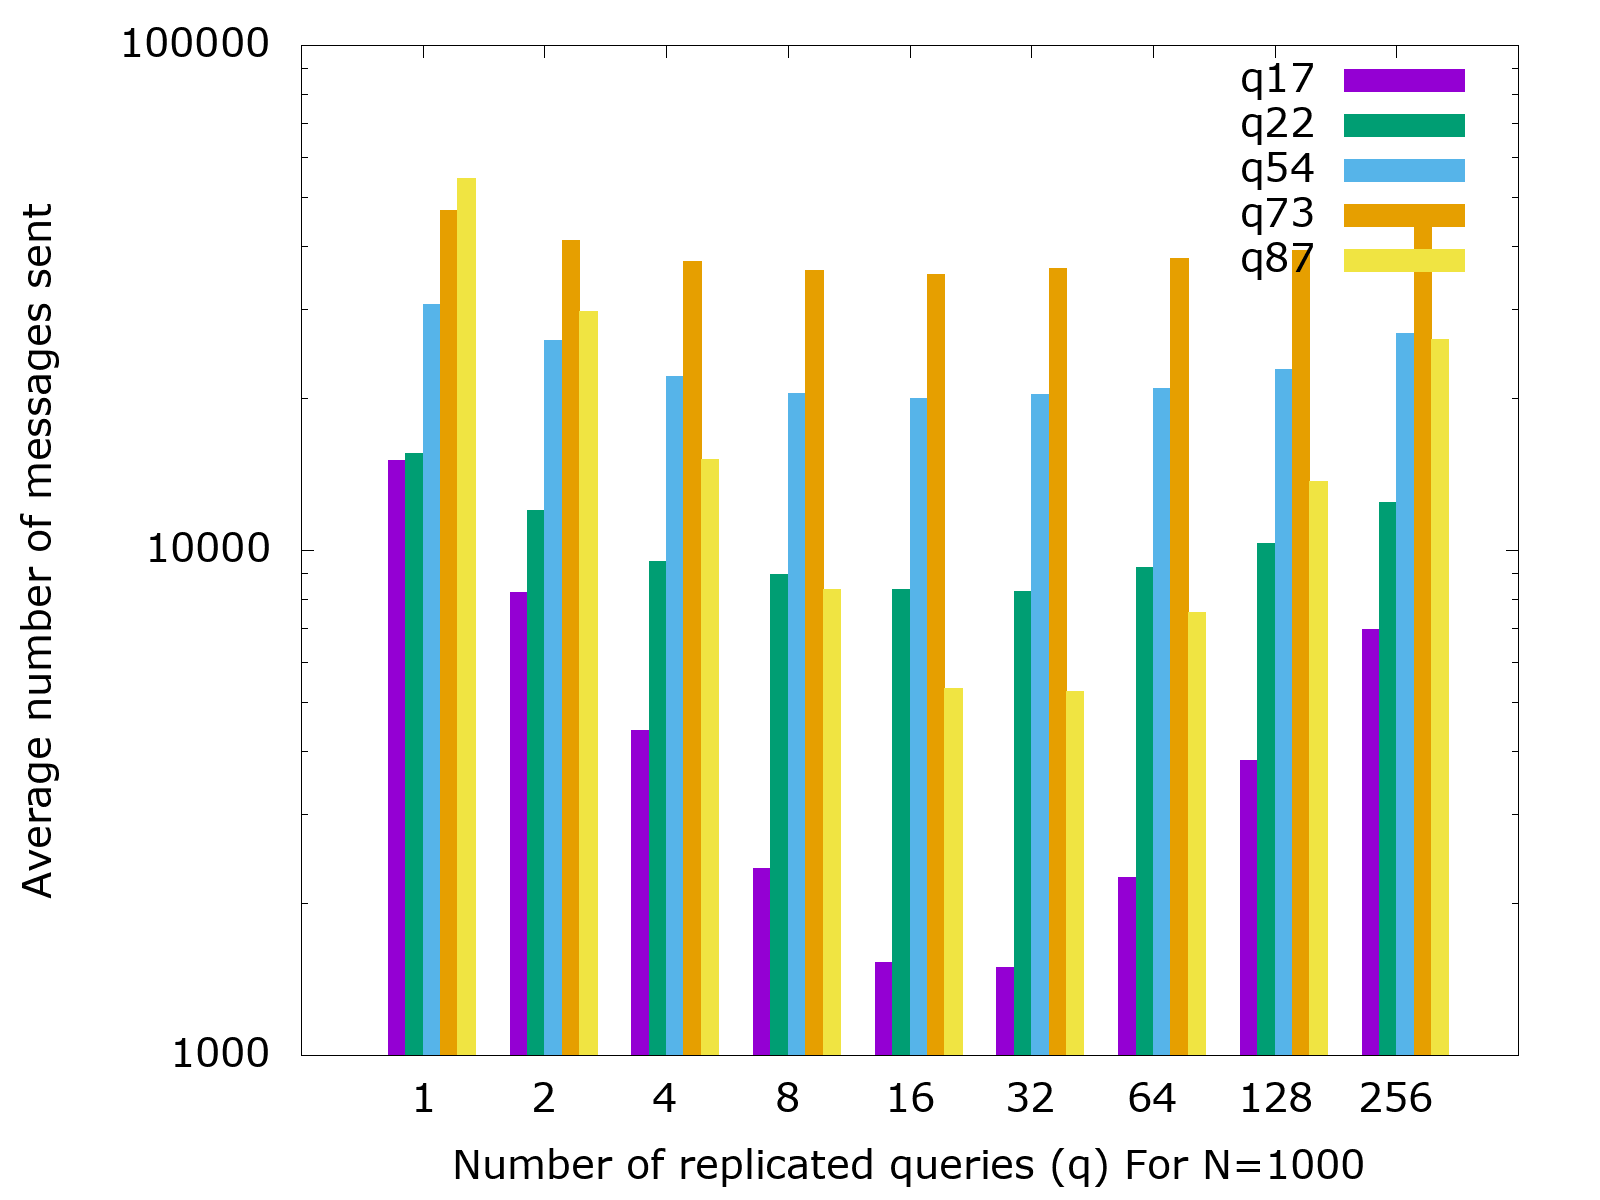 Average number of messages sent
100000
10000
1000
q17
q22
q54
q73
q87
1 2 4 8 16 32 64 128 256
Number of replicated queries (q) For N=1000